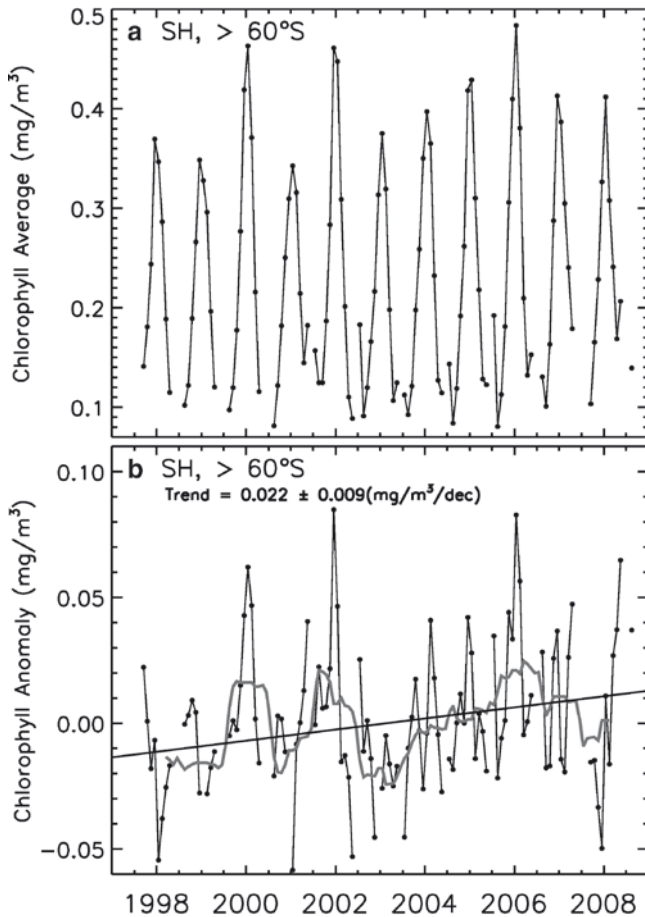 a SH, > 60°S
Chlorophyll Average (mg/m³)
0.5
0.4
0.3
0.2
0.1
b SH, > 60°S
Trend = 0.022 ± 0.009(mg/m³/dec)
Chlorophyll Anomaly (mg/m³)
0.10
0.05
0.00
-0.05
1998 2000 2002 2004 2006 2008